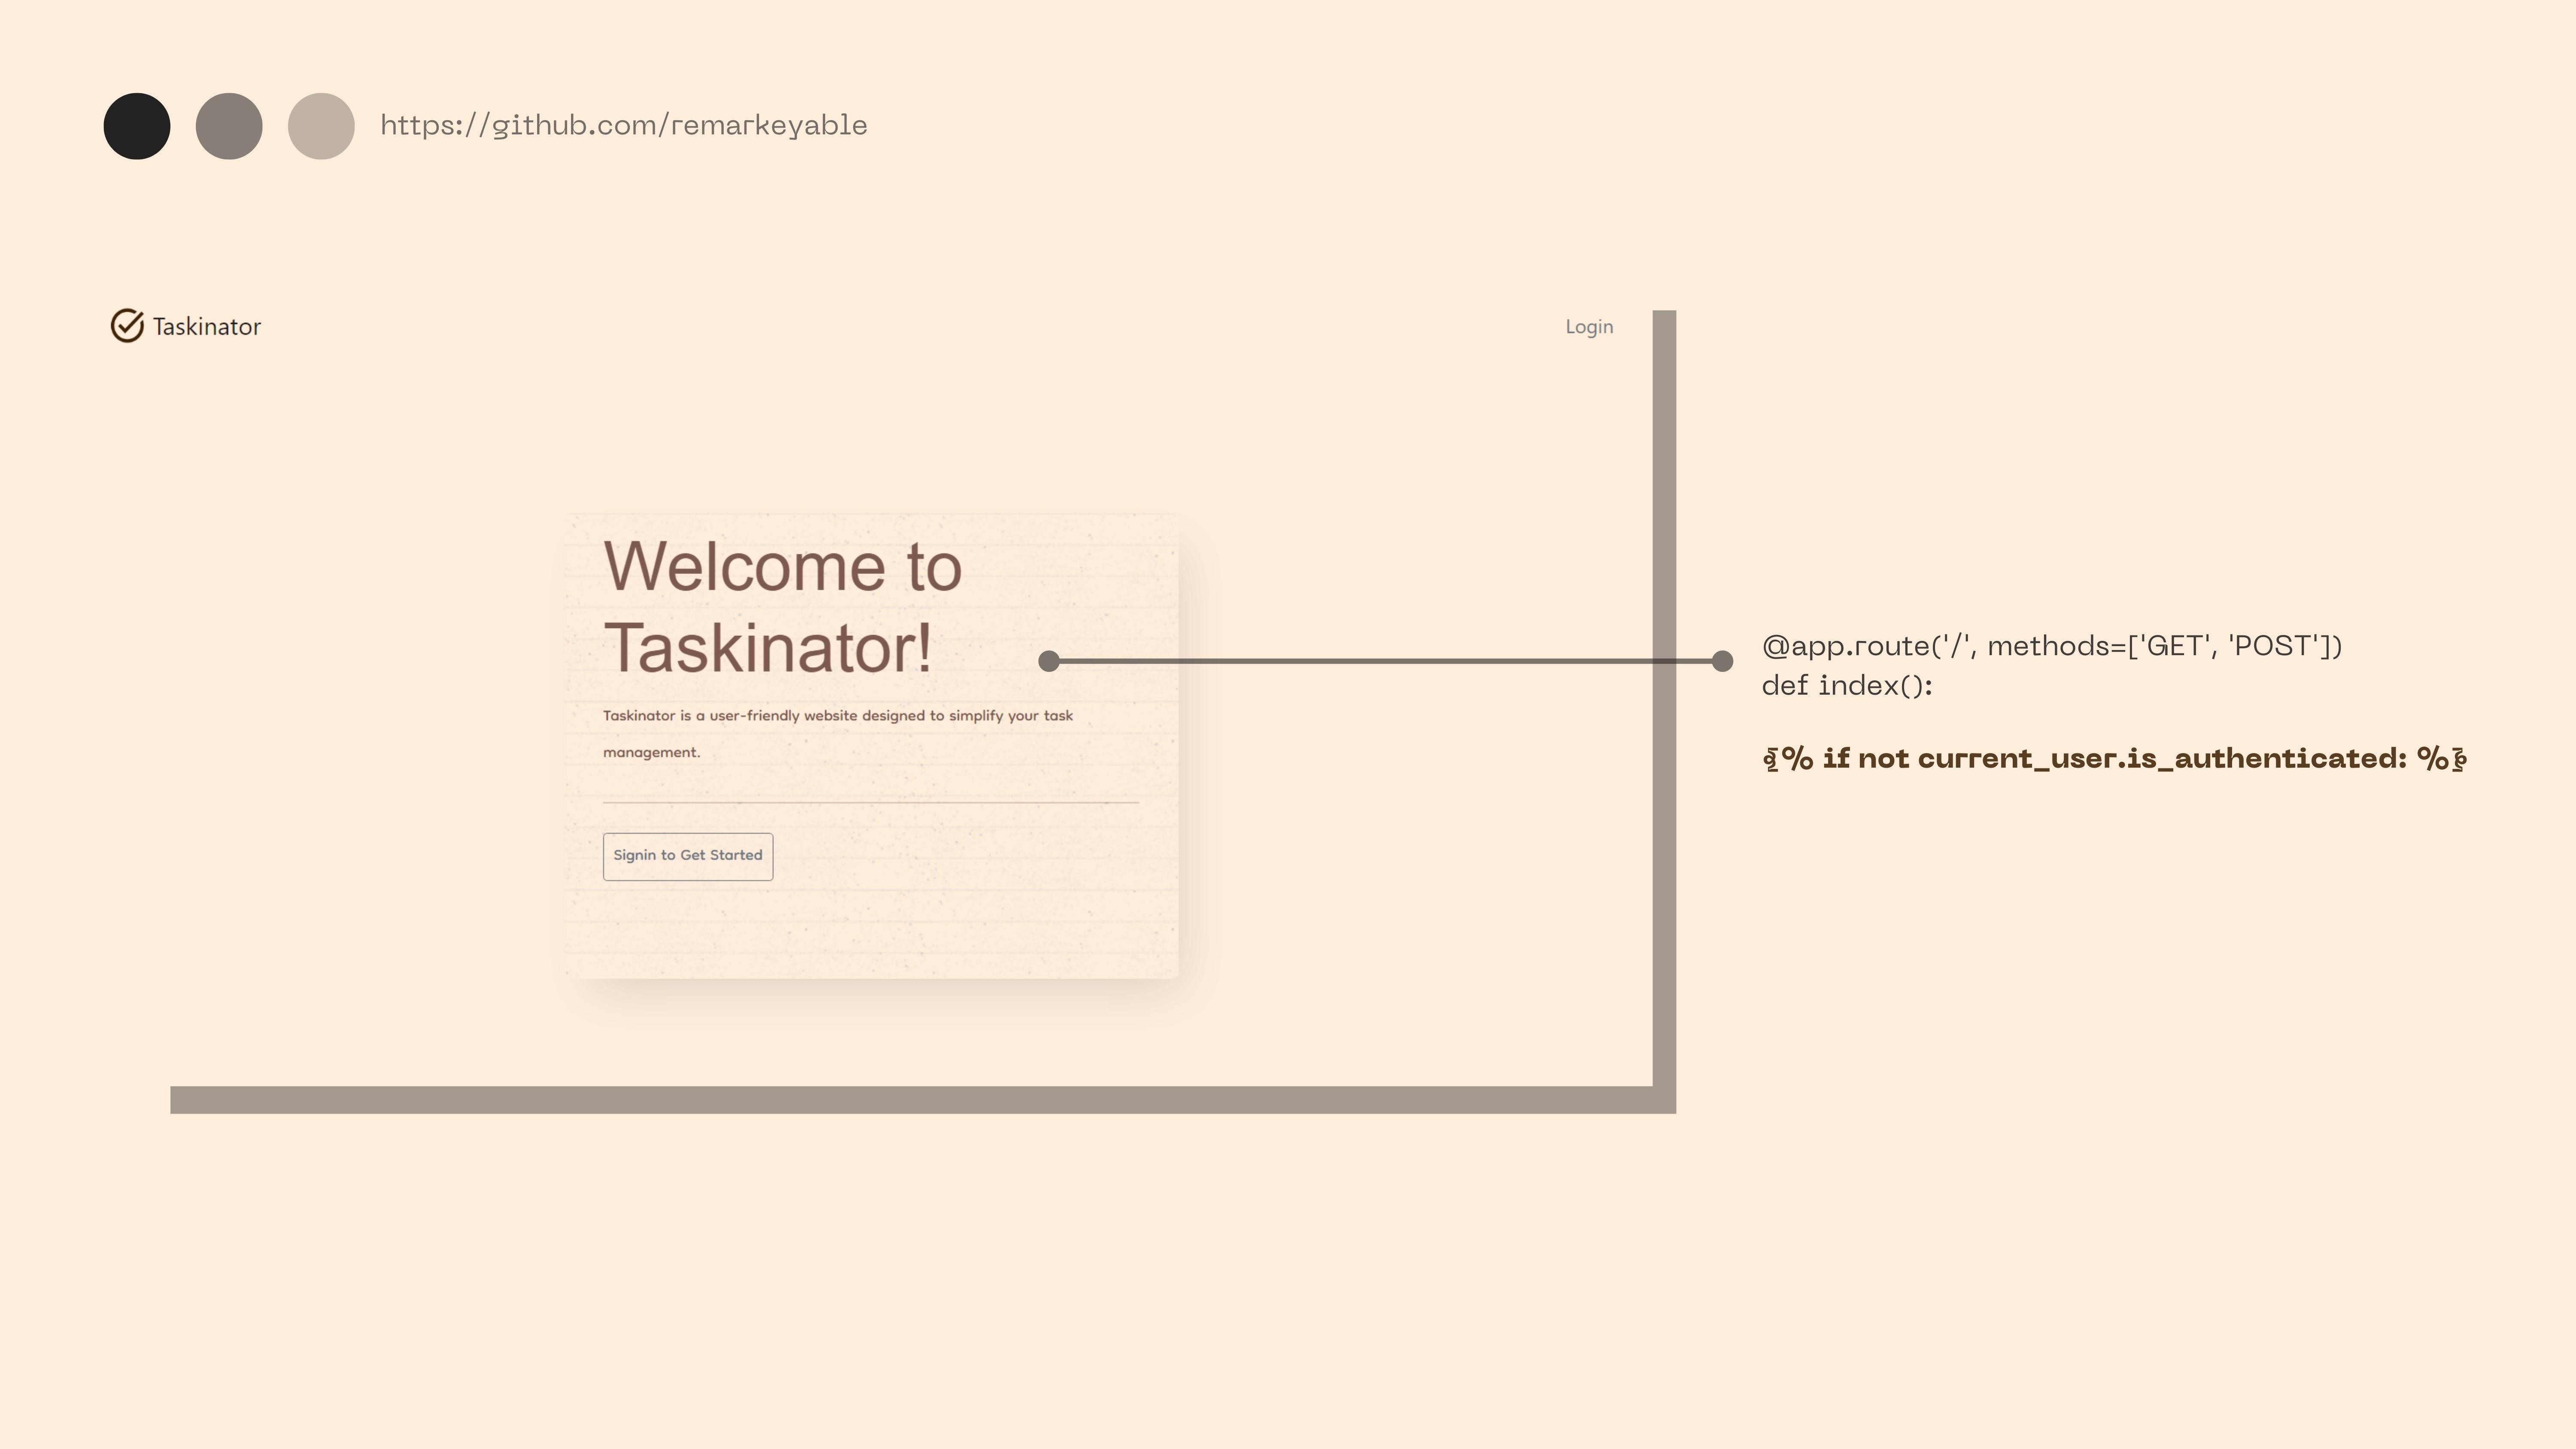 https://github.com/remarkeyable
Taskinator
Login
Welcome to
Taskinator!
Taskinator is a user-friendly website designed to simplify your task
management.
Signin to Get Started
@app.route('/', methods=['GET', 'POST'])
def index():
{% if not current_user.is_authenticated: %}